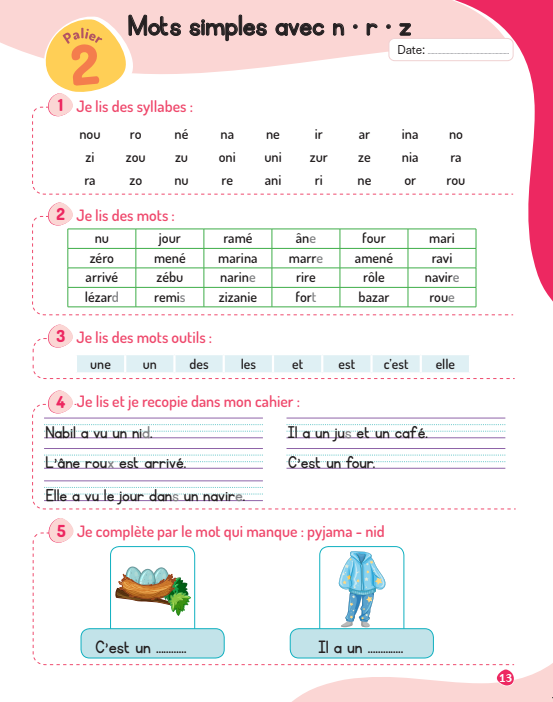 Palier
2
Mots simples avec n • r • z
Date: ....................
1 Je lis des syllabes :
nou ro né na ne ir ar ina no
zi zou zu oni uni zur ze nia ra
ra zo nu re ani ri ne or rou
2 Je lis des mots :
nu jour ramé âne four mari
zéro mené marina marre amené ravi
arrivé zébu narine rire rôle navire
lézard remis zizanie fort bazar roue
3 Je lis des mots outils :
une un des les et est c'est elle
4 Je lis et je recopie dans mon cahier :
Nabil a vu un nid.
L'âne roux est arrivé.
Elle a vu le jour dans un navire.
Il a un jus et un café.
C'est un four.
5 Je complète par le mot qui manque : pyjama - nid
C'est un ............
Il a un ..............
13